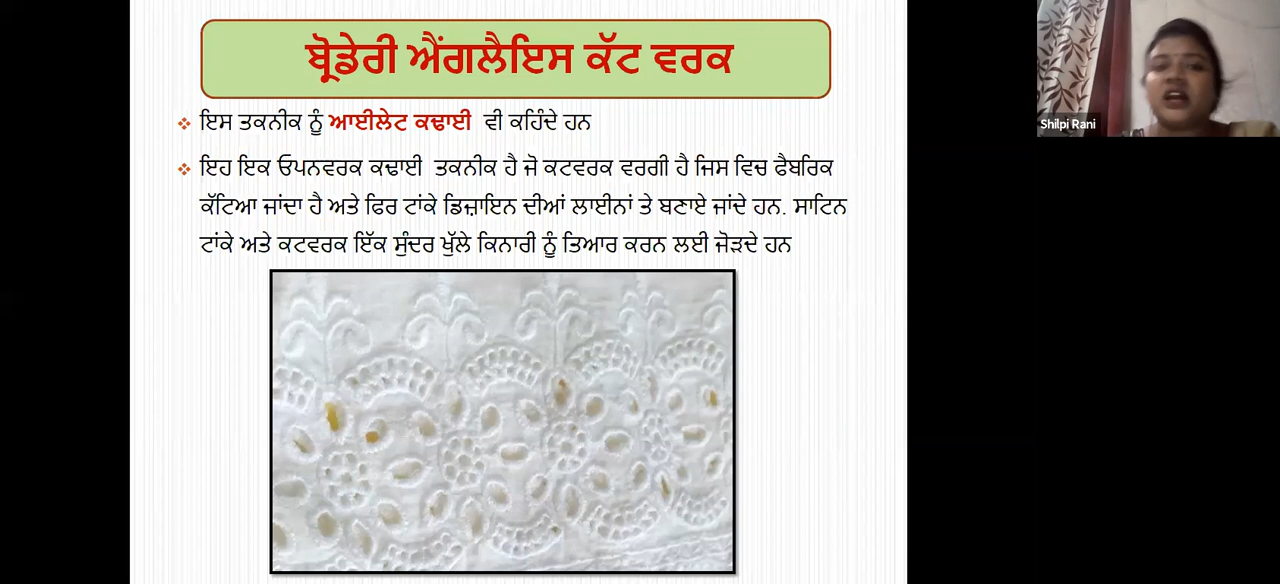 ਬ੍ਰੋਡੇਰੀ ਐਂਗਲੈਇਸ ਕੱਟ ਵਰਕ
ਇਸ ਤਕਨੀਕ ਨੂੰ ਆਈਲੇਟ ਕਢਾਈ ਵੀ ਕਹਿੰਦੇ ਹਨ
ਇਹ ਇਕ ਓਪਨਵਰਕ ਕਢਾਈ ਤਕਨੀਕ ਹੈ ਜੋ ਕਟਵਰਕ ਵਰਗੀ ਹੈ ਜਿਸ ਵਿਚ ਫੈਬਰਿਕ
ਕੱਟਿਆ ਜਾਂਦਾ ਹੈ ਅਤੇ ਫਿਰ ਟਾਂਕੇ ਡਿਜ਼ਾਇਨ ਦੀਆਂ ਲਾਈਨਾਂ ਤੇ ਬਣਾਏ ਜਾਂਦੇ ਹਨ. ਸਾਟਿਨ
ਟਾਂਕੇ ਅਤੇ ਕਟਵਰਕ ਇੱਕ ਸੁੰਦਰ ਖੁੱਲੇ ਕਿਨਾਰੀ ਨੂੰ ਤਿਆਰ ਕਰਨ ਲਈ ਜੋੜਦੇ ਹਨ
Shilpi Rani